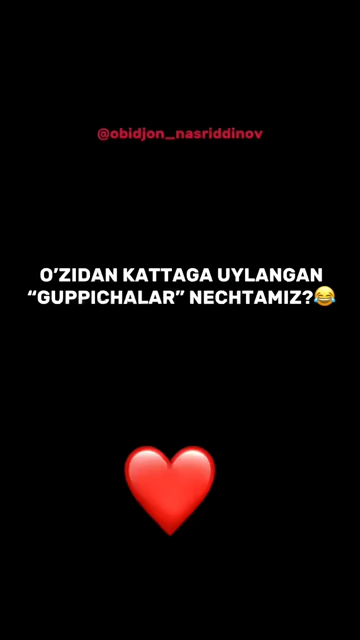 @obidjon_nasriddinov
O'ZIDAN KATTAGA UYLANGAN
“GUPPICHALAR” NECHTAMIZ?😂